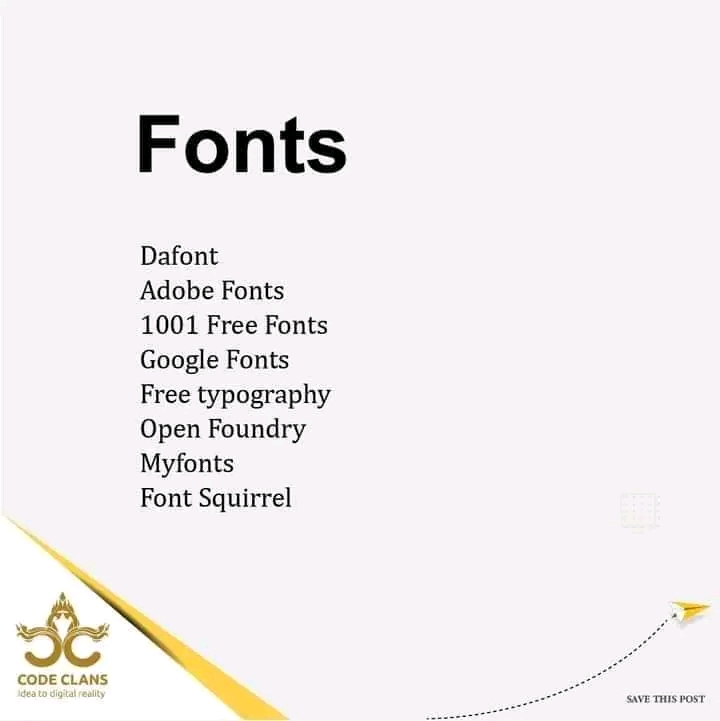 Fonts
Dafont
Adobe Fonts
1001 Free Fonts
Google Fonts
Free typography
Open Foundry
Myfonts
Font Squirrel
CODE CLANS
Idea to digital reality
SAVE THIS POST